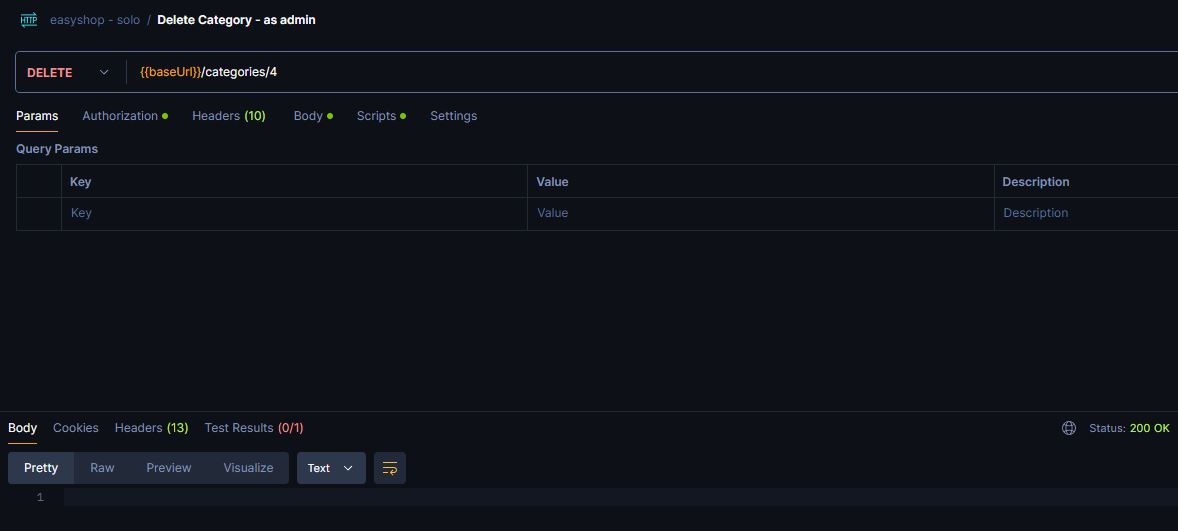 HTTP easyshop - solo / Delete Category - as admin
DELETE {{baseUrl}}/categories/4
Params Authorization Headers (10) Body Scripts Settings
Query Params
Key Value Description
Key Value Description
Body Cookies Headers (13) Test Results (0/1) Status: 200 OK
Pretty Raw Preview Visualize Text
1